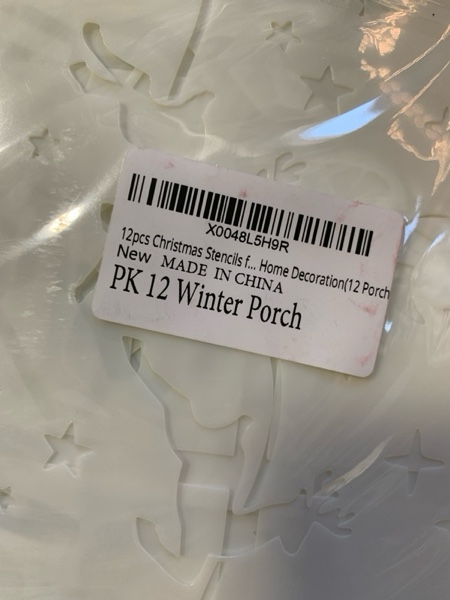 X0048L5H9R
12pcs Christmas Stencils f... Home Decoration(12 Porch
New MADE IN CHINA
PK 12 Winter Porch